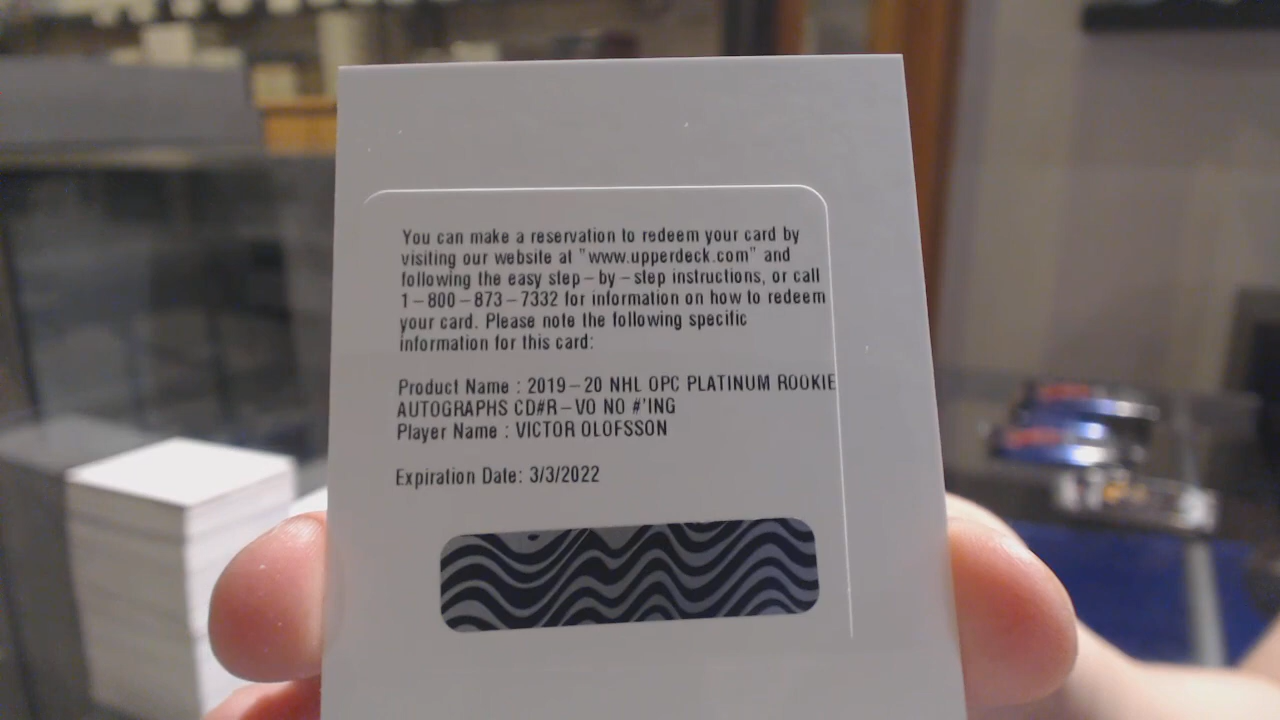 You can make a reservation to redeem your card by
visiting our website at "www.upperdeck.com" and
following the easy step-by-step instructions, or call
1-800-873-7332 for information on how to redeem
your card. Please note the following specific
information for this card:
Product Name : 2019-20 NHL OPC PLATINUM ROOKIE
AUTOGRAPHS CD#R-VO NO #'ING
Player Name : VICTOR OLOFSSON
Expiration Date: 3/3/2022